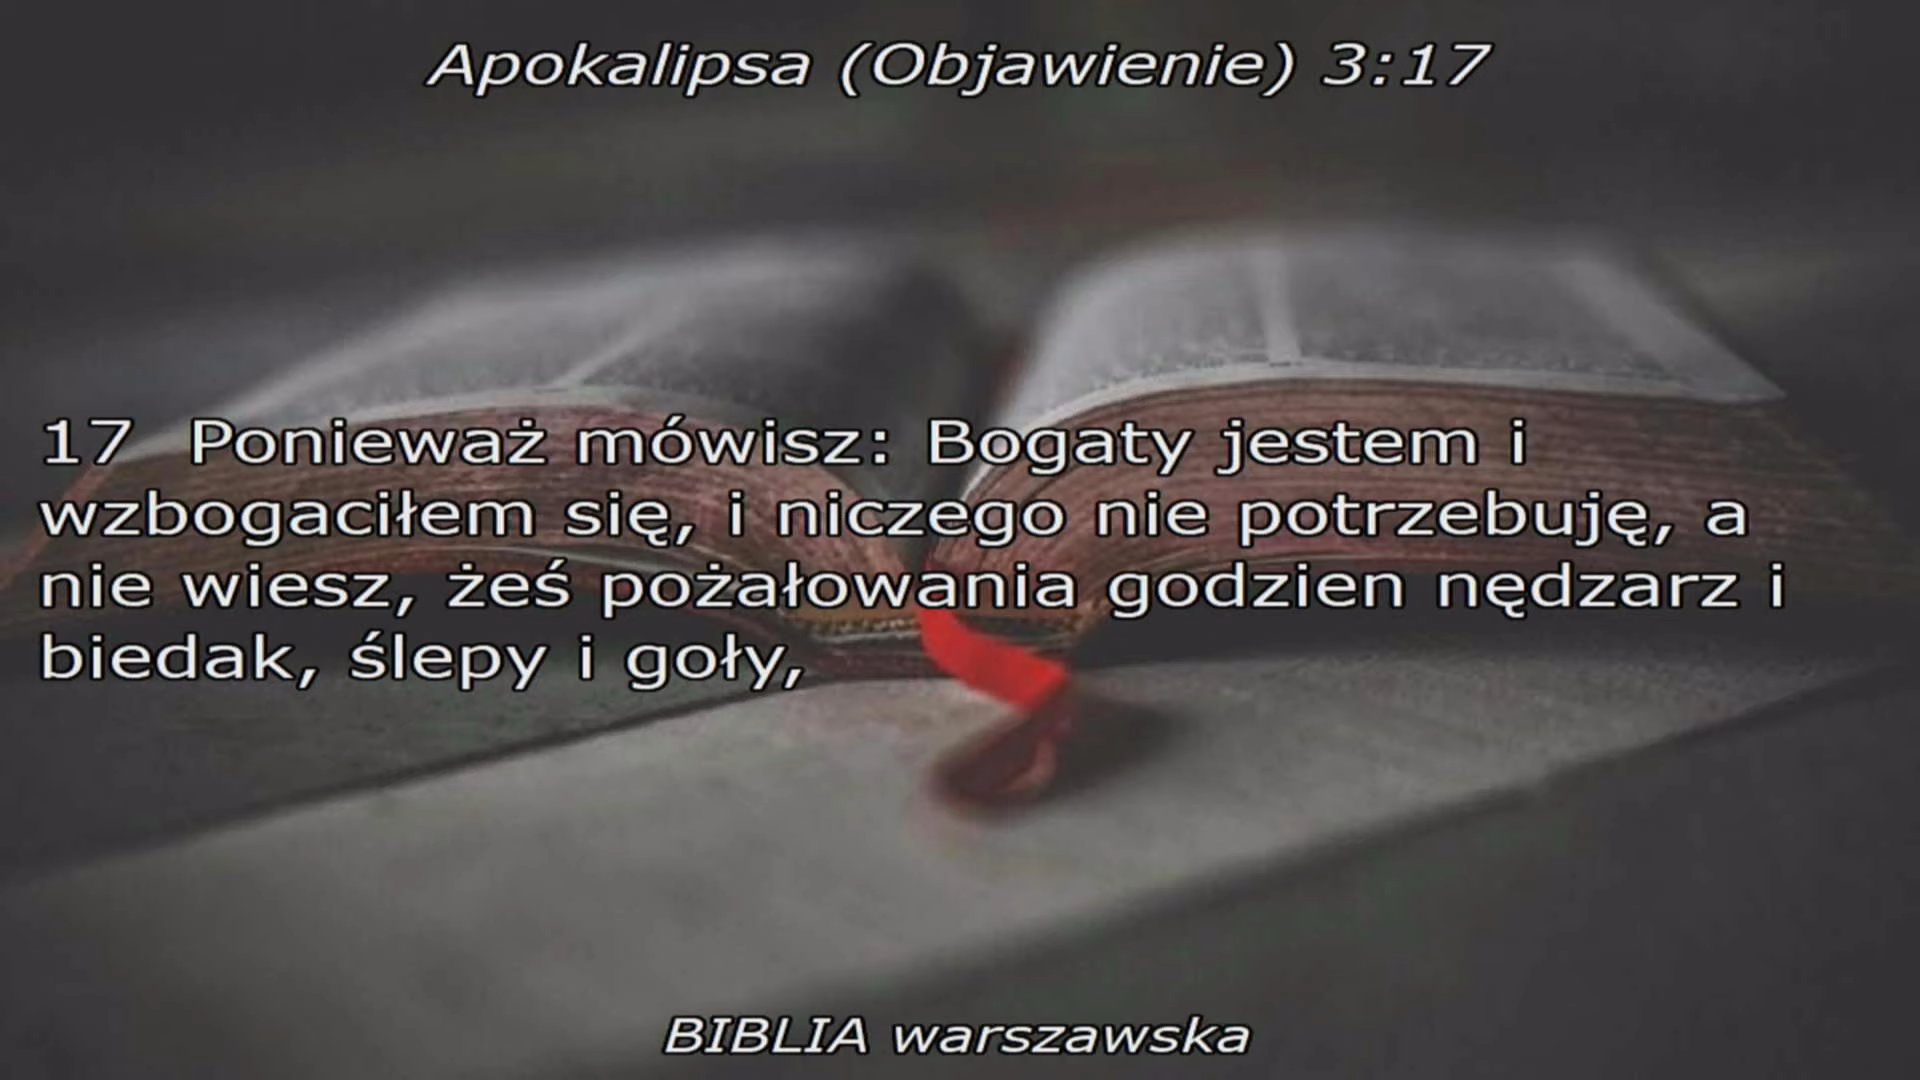 Apokalipsa (Objawienie) 3:17
17 Ponieważ mówisz: Bogaty jestem i
wzbogaciłem się, i niczego nie potrzebuję, a
nie wiesz, żeś pożałowania godzien nędzarz i
biedak, ślepy i goły,
BIBLIA warszawska